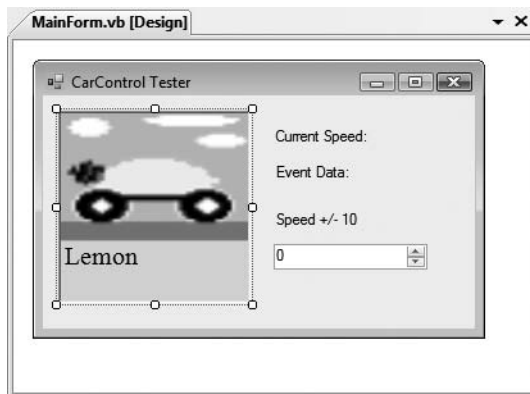 MainForm.vb [Design]
CarControl Tester
Current Speed:
Event Data:
Speed +/- 10
0
Lemon